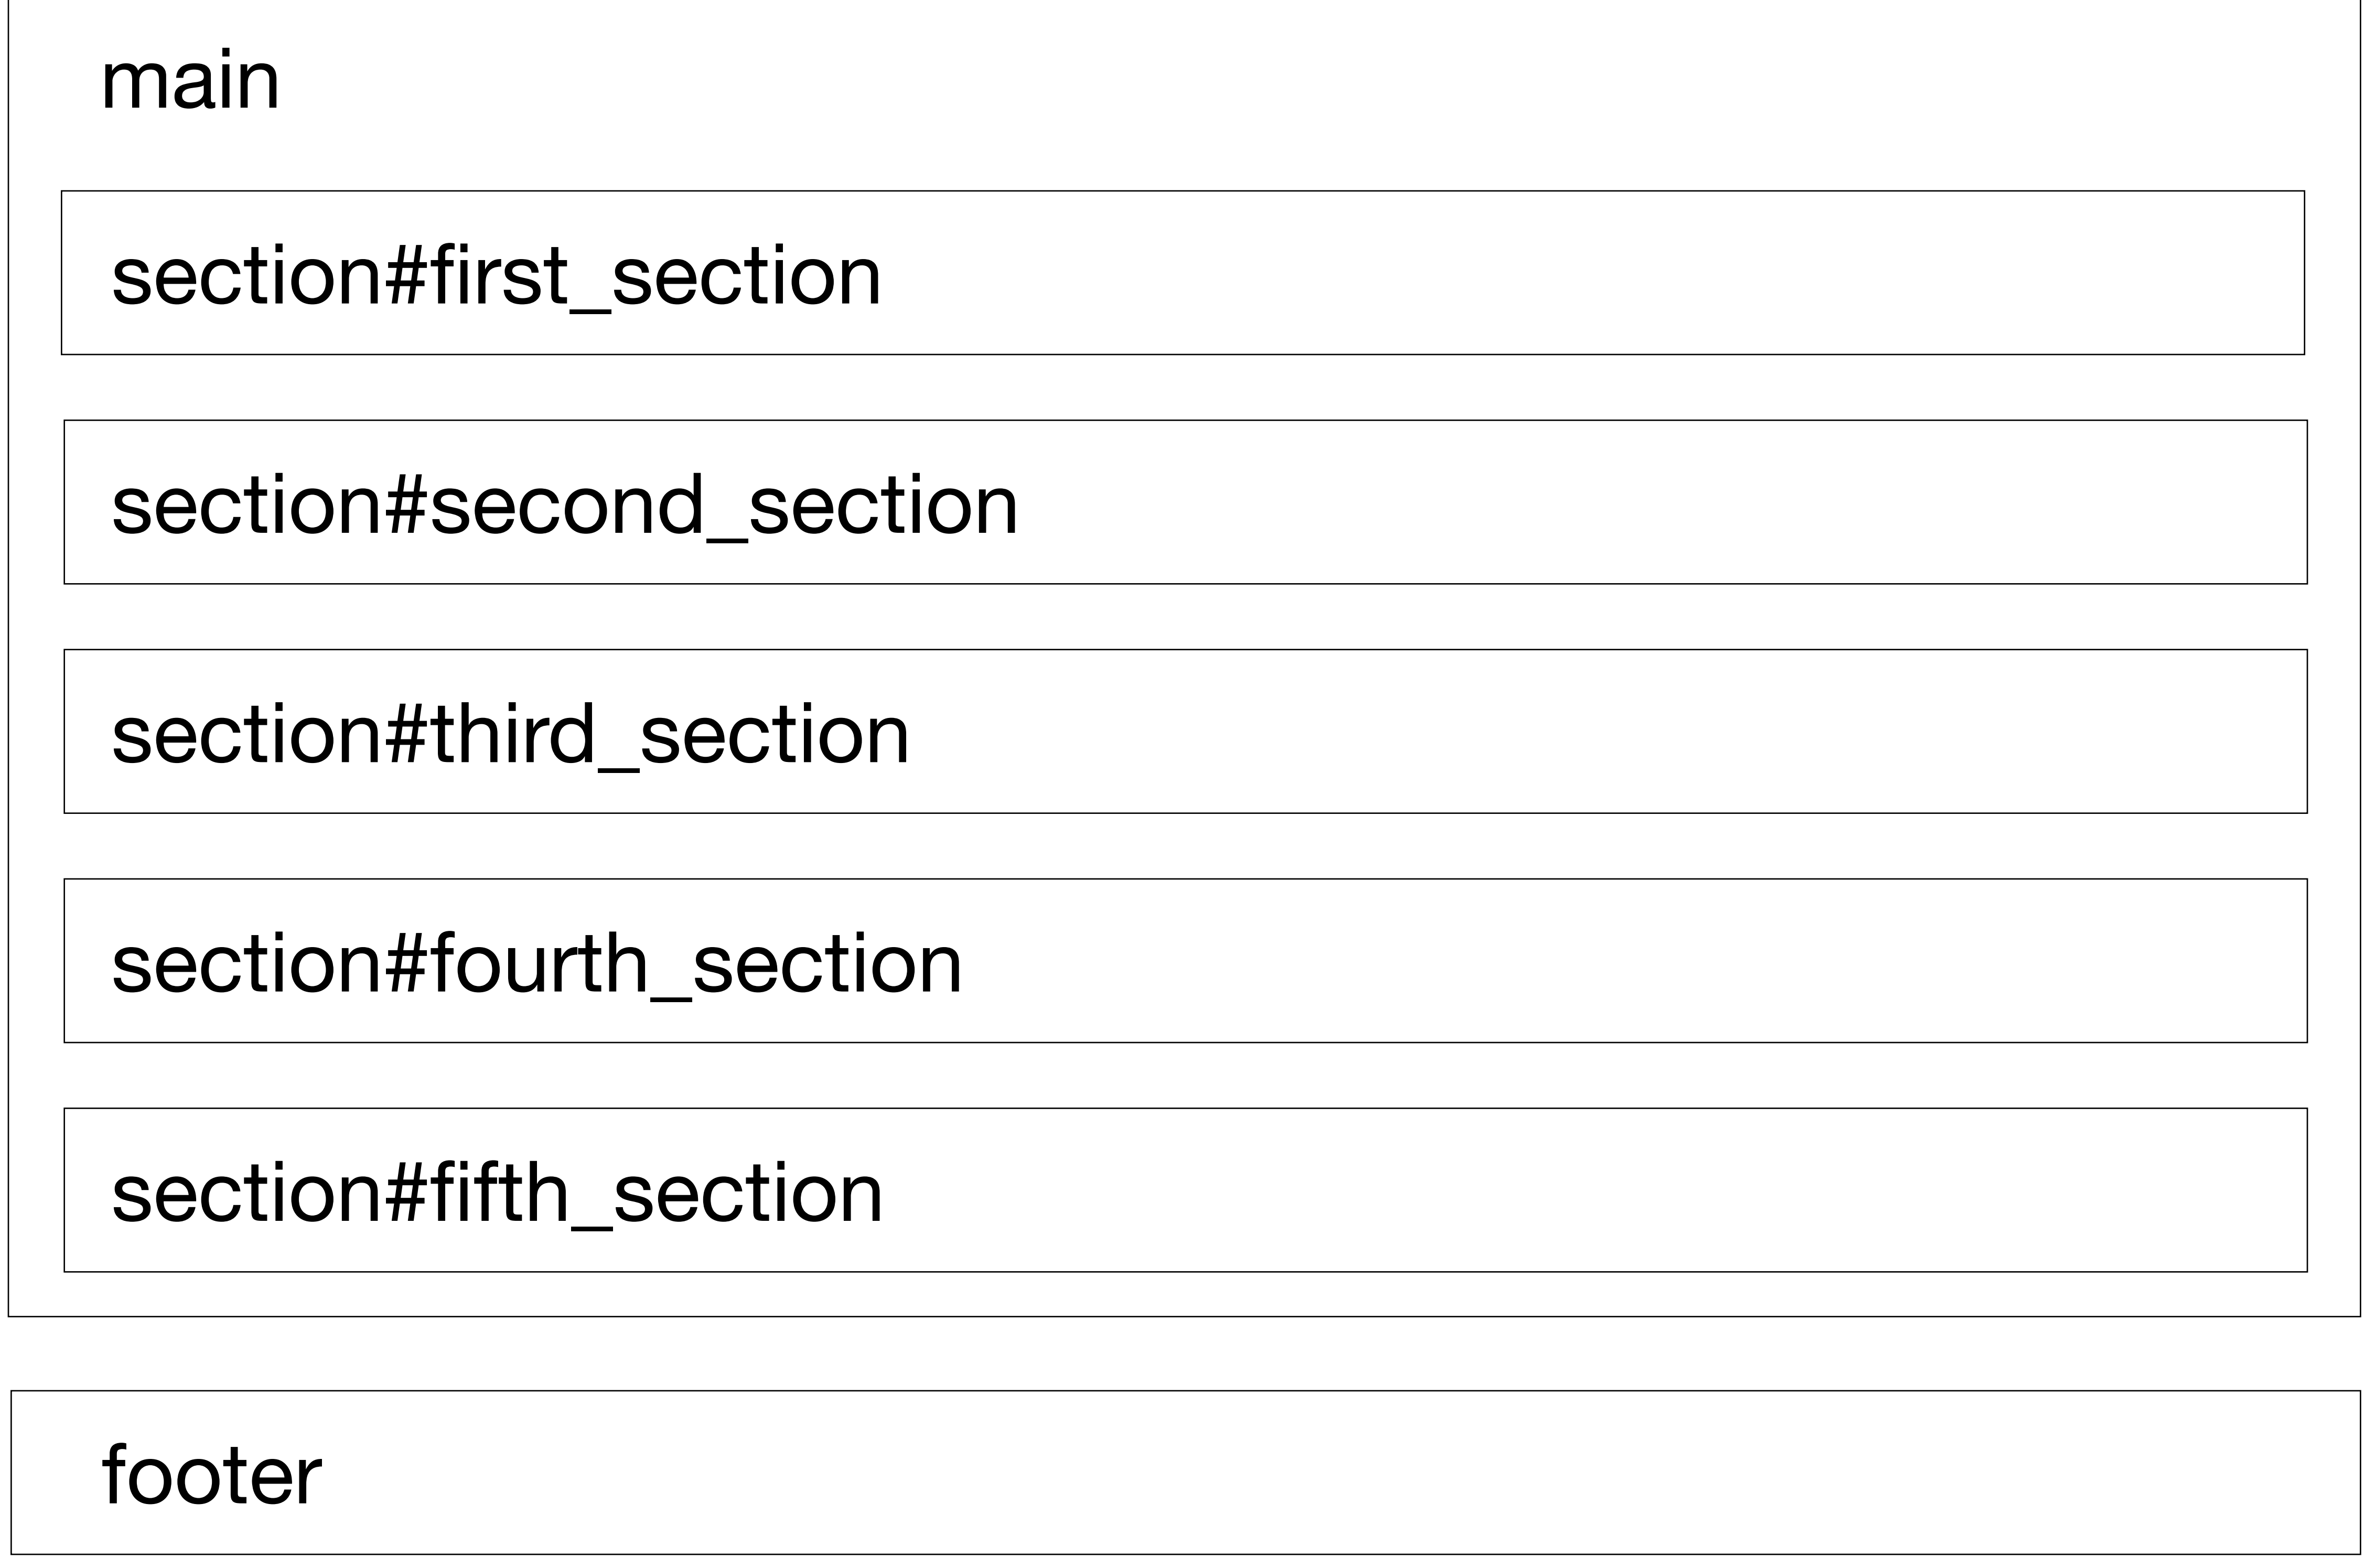 main
section#first_section
section#second_section
section#third_section
section#fourth_section
section#fifth_section
footer